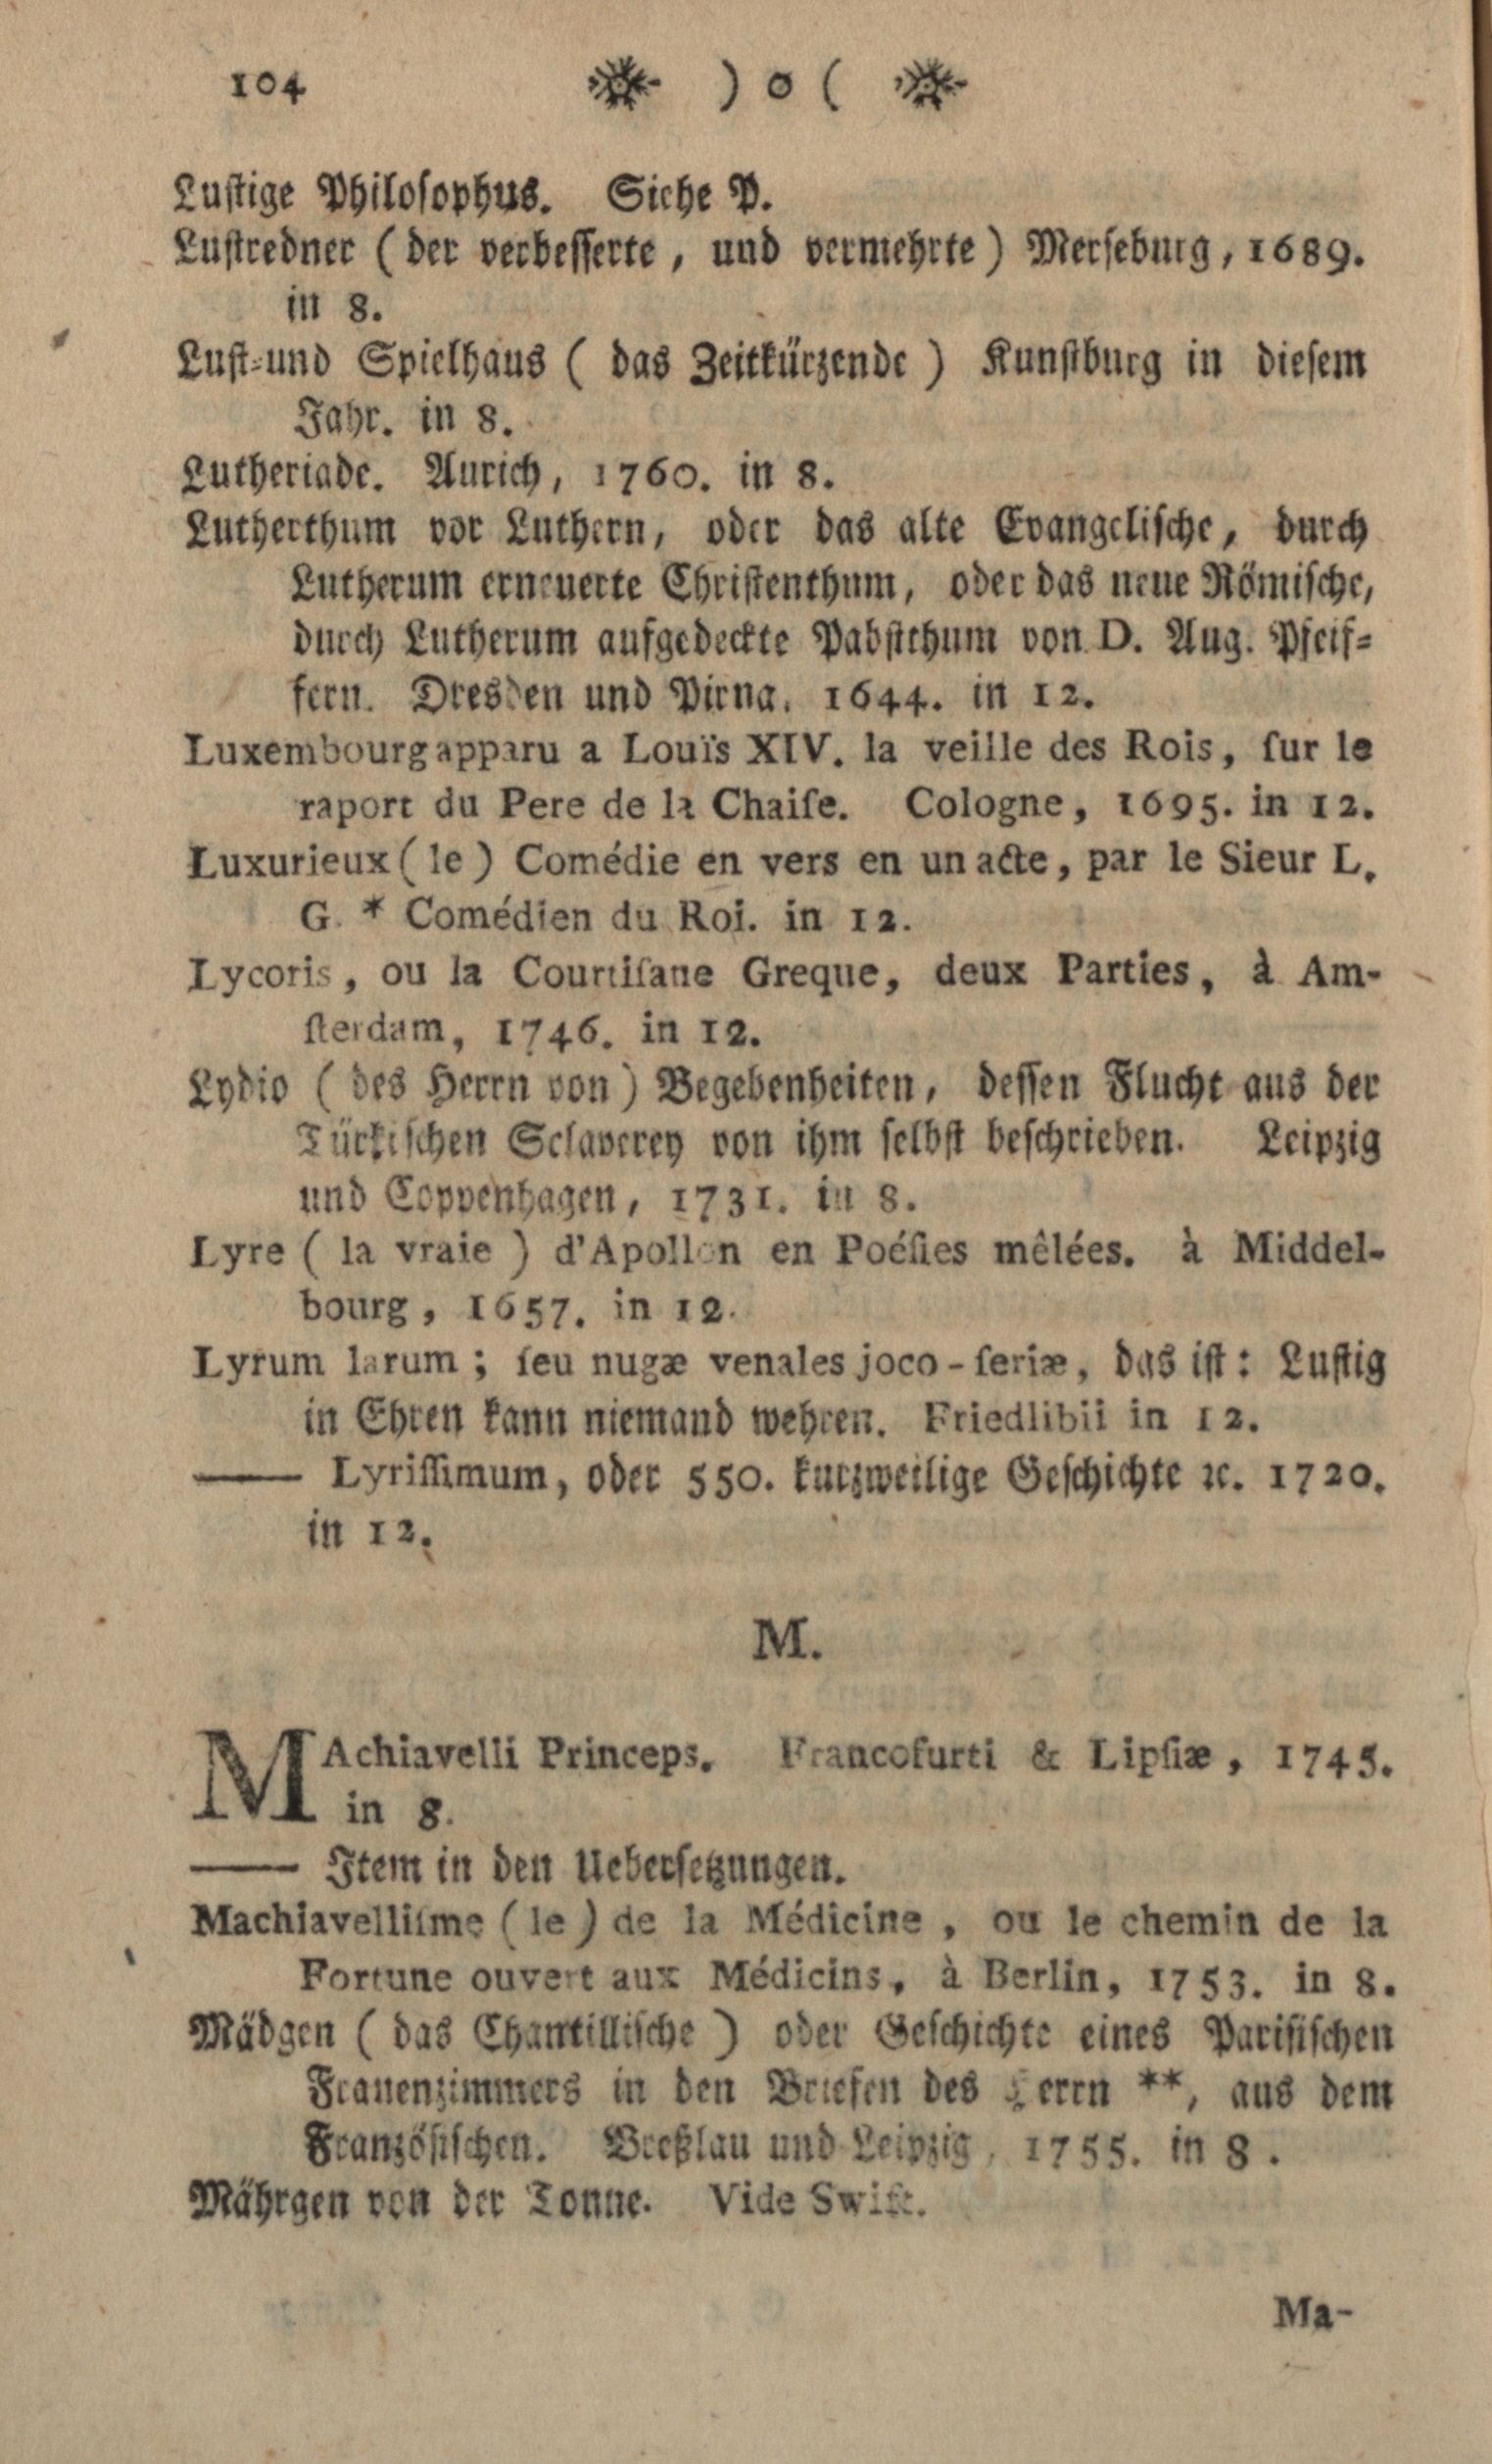 104 ) o (
Lustige Philosophus. Siehe P.
Lustredner ( der verbesserte, und vermehrte ) Merseburg, 1689.
in 8.
Lust-und Spielhaus ( das Zeitkürzende ) Kunstburg in diesem
Jahr. in 8.
Lutheriade. Aurich, 1760. in 8.
Lutherthum vor Luthern, oder das alte Evangelische, durch
Lutherum erneuerte Christenthum, oder das neue Römische,
durch Lutherum aufgedeckte Pabstthum von D. Aug. Pfeif-
fern. Dresden und Pirna. 1644. in 12.
Luxembourg apparu a Louïs XIV. la veille des Rois, ſur le
raport du Pere de la Chaiſe. Cologne, 1695. in 12.
Luxurieux ( le ) Comédie en vers en un acte, par le Sieur L.
G. * Comédien du Roi. in 12.
Lycoris, ou la Courtiſane Greque, deux Parties, à Am-
ſterdam, 1746. in 12.
Lydio ( des Herrn von ) Begebenheiten, dessen Flucht aus der
Türkischen Sclaverey von ihm selbst beschrieben. Leipzig
und Coppenhagen, 1731. in 8.
Lyre ( la vraie ) d'Apollon en Poéſies mêlées. à Middel-
bourg, 1657. in 12.
Lyrum larum ; ſeu nugæ venales joco-ſeriæ, das ist: Lustig
in Ehren kann niemand wehren. Friedlibii in 12.
—— Lyriſſimum, oder 550. kurzweilige Geschichte ꝛc. 1720.
in 12.
M.
MAchiavelli Princeps. Francofurti & Lipſiæ, 1745.
in 8.
—— Item in den Uebersetzungen.
Machiavelliſme ( le ) de la Médicine, ou le chemin de la
Fortune ouvert aux Médicins, à Berlin, 1753. in 8.
Mädgen ( das Chantillische ) oder Geschichte eines Parisischen
Frauenzimmers in den Briefen des Herrn **, aus dem
Französischen. Breßlau und Leipzig, 1755. in 8.
Mährgen von der Tonne. Vide Swift.
Ma-